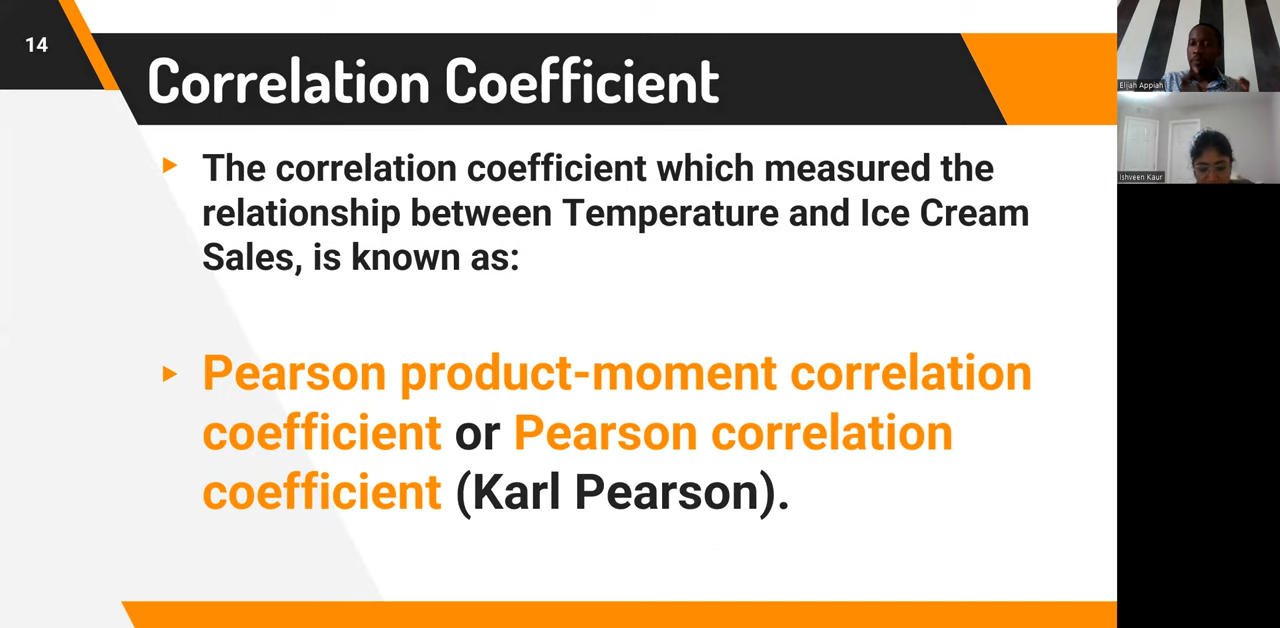 14
Correlation Coefficient
The correlation coefficient which measured the
relationship between Temperature and Ice Cream
Sales, is known as:
Pearson product-moment correlation
coefficient or Pearson correlation
coefficient (Karl Pearson).
Elijah Appiah
Ishveen Kaur